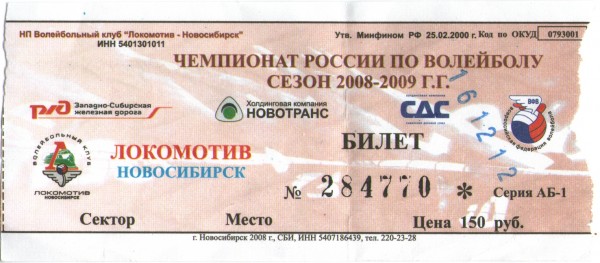 НП Волейбольный клуб "Локомотив - Новосибирск"
ИНН 5401301011
Утв. Минфином РФ 25.02.2000 г. Код по ОКУД 0793001
ЧЕМПИОНАТ РОССИИ ПО ВОЛЕЙБОЛУ
СЕЗОН 2008-2009 Г.Г.
161212
РЖД Западно-Сибирская
железная дорога
Холдинговая компания
НОВОТРАНС
САС
ВФВ
ВОЛЕЙБОЛЬНЫЙ КЛУБ
ЛОКОМОТИВ
НОВОСИБИРСК
ЛОКОМОТИВ
НОВОСИБИРСК
БИЛЕТ
№ 284770 * Серия АБ-1
Сектор Место Цена 150 руб.
г. Новосибирск 2008 г., СБИ, ИНН 5407186439, тел. 220-23-28